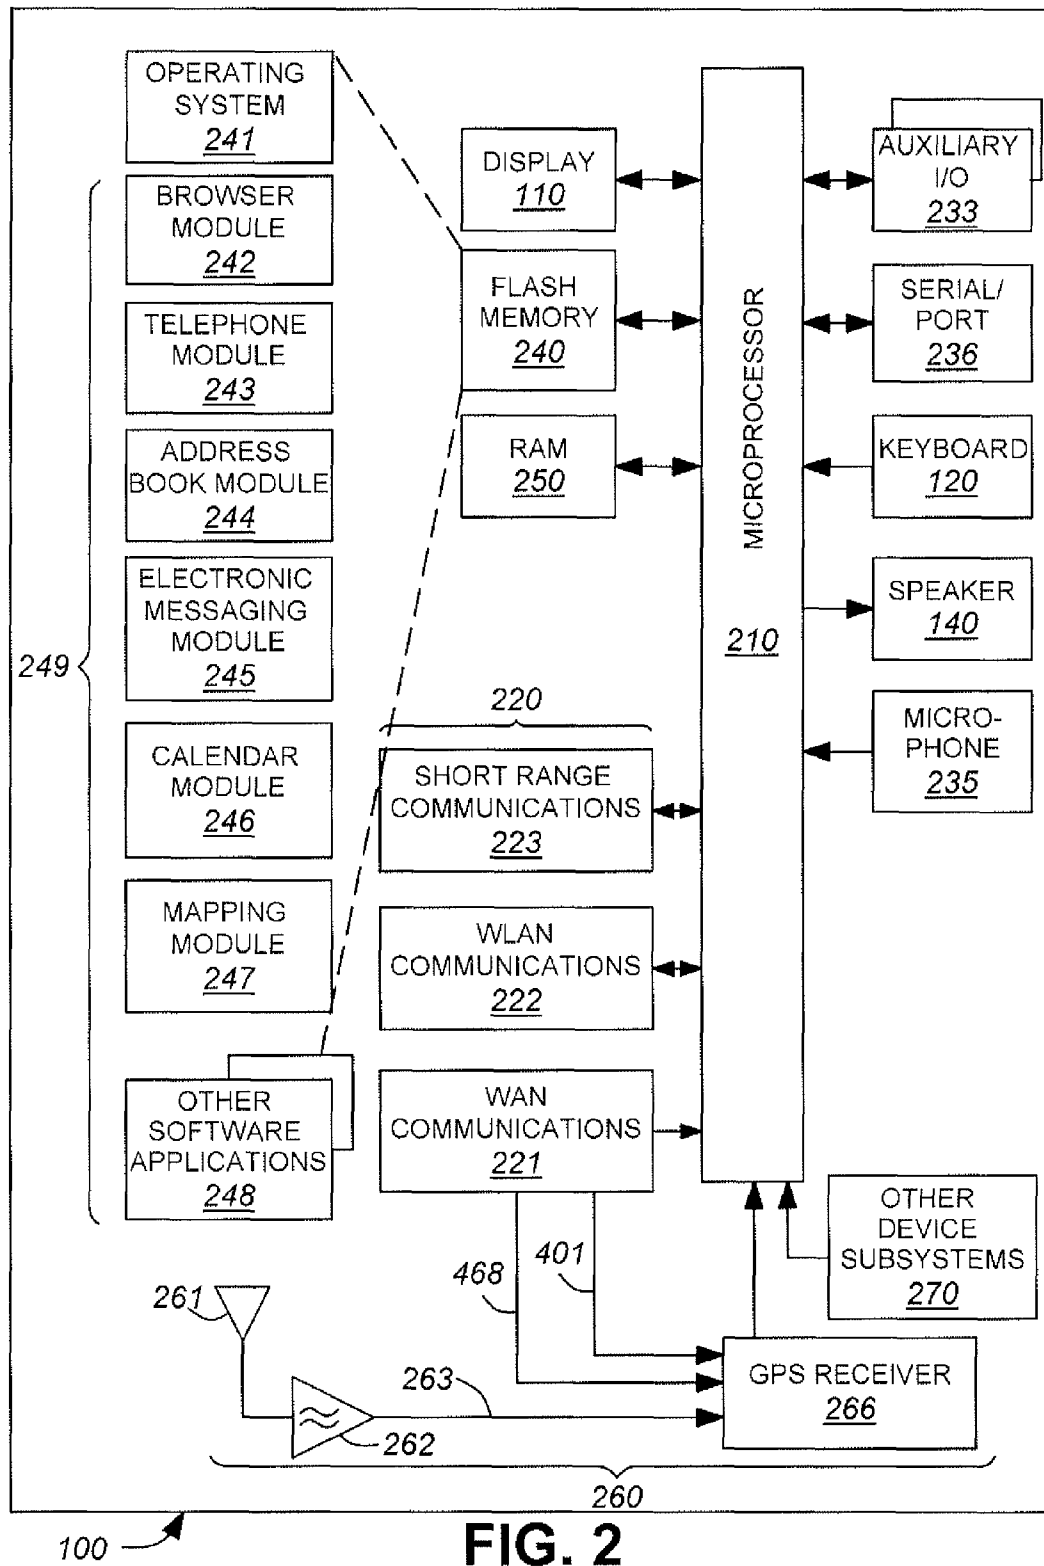 OPERATING
SYSTEM
241
BROWSER
MODULE
242
TELEPHONE
MODULE
243
ADDRESS
BOOK MODULE
244
ELECTRONIC
MESSAGING
MODULE
245
CALENDAR
MODULE
246
MAPPING
MODULE
247
OTHER
SOFTWARE
APPLICATIONS
248
249
DISPLAY
110
FLASH
MEMORY
240
RAM
250
220
SHORT RANGE
COMMUNICATIONS
223
WLAN
COMMUNICATIONS
222
WAN
COMMUNICATIONS
221
MICROPROCESSOR
210
AUXILIARY
I/O
233
SERIAL/
PORT
236
KEYBOARD
120
SPEAKER
140
MICRO-
PHONE
235
OTHER
DEVICE
SUBSYSTEMS
270
468
401
261
262
263
GPS RECEIVER
266
260
100
FIG. 2